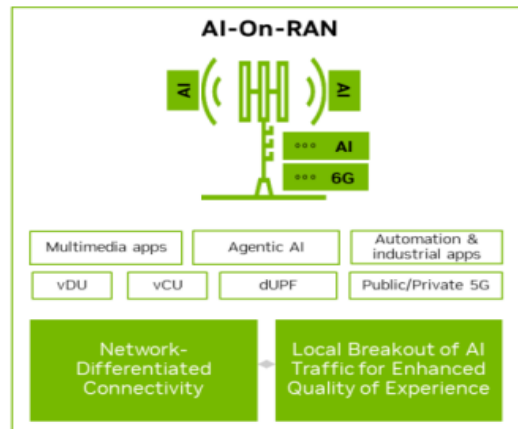 AI-On-RAN
AI
AI
AI
6G
Multimedia apps
Agentic AI
Automation &
industrial apps
vDU
vCU
dUPF
Public/Private 5G
Network-
Differentiated
Connectivity
Local Breakout of AI
Traffic for Enhanced
Quality of Experience